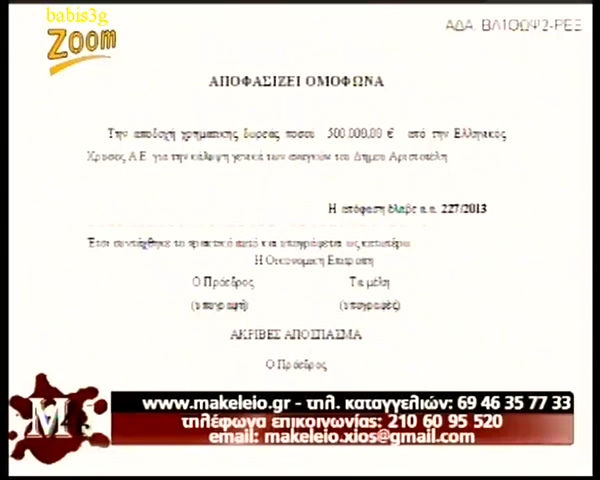 babis3g
Zoom
ΑΔΑ: ΒΛ1ΟΩΨ2-ΡΕΞ
ΑΠΟΦΑΣΙΖΕΙ ΟΜΟΦΩΝΑ
Την αποδοχή χρηματικής δωρεάς ποσού 500.000,00 € από την Ελληνικός
Χρυσός Α.Ε. για την κάλυψη γενικά των αναγκών του Δήμου Αριστοτέλη
Η απόφαση έλαβε α.α. 227/2013
Έτσι συντάχθηκε το πρακτικό αυτό και υπογράφεται ως κατωτέρω
Η Οικονομική Επιτροπή
Ο Πρόεδρος Τα μέλη
(υπογραφή) (υπογραφές)
ΑΚΡΙΒΕΣ ΑΠΟΣΠΑΣΜΑ
Ο Πρόεδρος
M
www.makeleio.gr - τηλ. καταγγελιών: 69 46 35 77 33
τηλέφωνα επικοινωνίας: 210 60 95 520
email: makeleio.xios@gmail.com